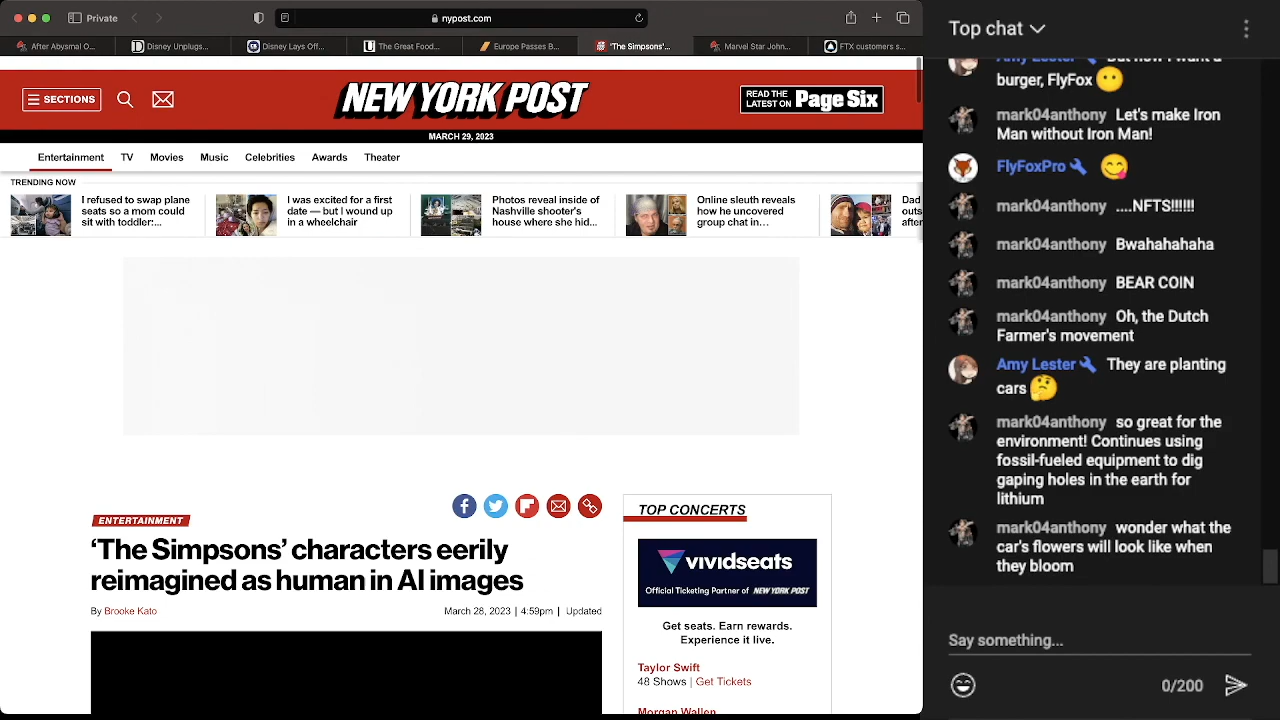 Private
nypost.com
After Abysmal O...
Disney Unplugs...
Disney Lays Off...
The Great Food...
Europe Passes B...
'The Simpsons'...
Marvel Star John...
FTX customers s...
SECTIONS
NEW YORK POST
READ THE
LATEST ON
Page Six
MARCH 29, 2023
Entertainment
TV
Movies
Music
Celebrities
Awards
Theater
TRENDING NOW
I refused to swap plane
seats so a mom could
sit with toddler:...
I was excited for a first
date — but I wound up
in a wheelchair
Photos reveal inside of
Nashville shooter's
house where she hid...
Online sleuth reveals
how he uncovered
group chat in…
Dad
outs
after
ENTERTAINMENT
‘The Simpsons’ characters eerily
reimagined as human in AI images
By Brooke Kato
March 28, 2023 | 4:59pm | Updated
TOP CONCERTS
vividseats
Official Ticketing Partner of NEW YORK POST
Get seats. Earn rewards.
Experience it live.
Taylor Swift
48 Shows | Get Tickets
Morgan Wallen
Top chat
Amy Lester But now I want a
burger, FlyFox 😶
mark04anthony Let's make Iron
Man without Iron Man!
FlyFoxPro 😋
mark04anthony ....NFTS!!!!!!
mark04anthony Bwahahahaha
mark04anthony BEAR COIN
mark04anthony Oh, the Dutch
Farmer's movement
Amy Lester They are planting
cars 🤔
mark04anthony so great for the
environment! Continues using
fossil-fueled equipment to dig
gaping holes in the earth for
lithium
mark04anthony wonder what the
car's flowers will look like when
they bloom
Say something...
0/200